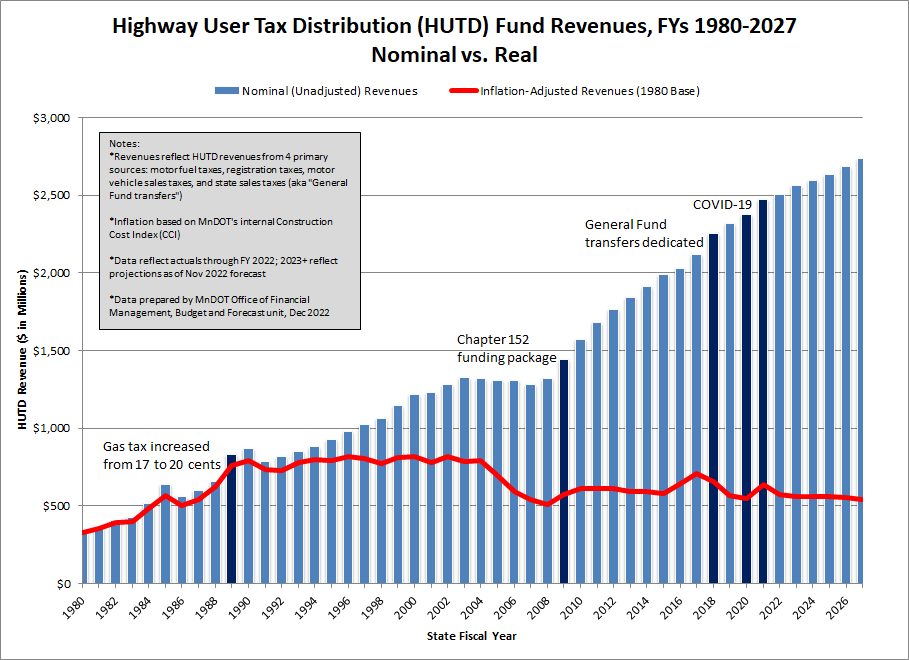 Highway User Tax Distribution (HUTD) Fund Revenues, FYs 1980-2027
Nominal vs. Real
Nominal (Unadjusted) Revenues
Inflation-Adjusted Revenues (1980 Base)
$3,000
$2,500
$2,000
$1,500
$1,000
$500
$0
HUTD Revenue ($ in Millions)
Notes:
*Revenues reflect HUTD revenues from 4 primary
sources: motor fuel taxes, registration taxes, motor
vehicle sales taxes, and state sales taxes (aka "General
Fund transfers")
*Inflation based on MnDOT's internal Construction
Cost Index (CCI)
*Data reflect actuals through FY 2022; 2023+ reflect
projections as of Nov 2022 forecast
*Data prepared by MnDOT Office of Financial
Management, Budget and Forecast unit, Dec 2022
COVID-19
General Fund
transfers dedicated
Chapter 152
funding package
Gas tax increased
from 17 to 20 cents
1980
1982
1984
1986
1988
1990
1992
1994
1996
1998
2000
2002
2004
2006
2008
2010
2012
2014
2016
2018
2020
2022
2024
2026
State Fiscal Year